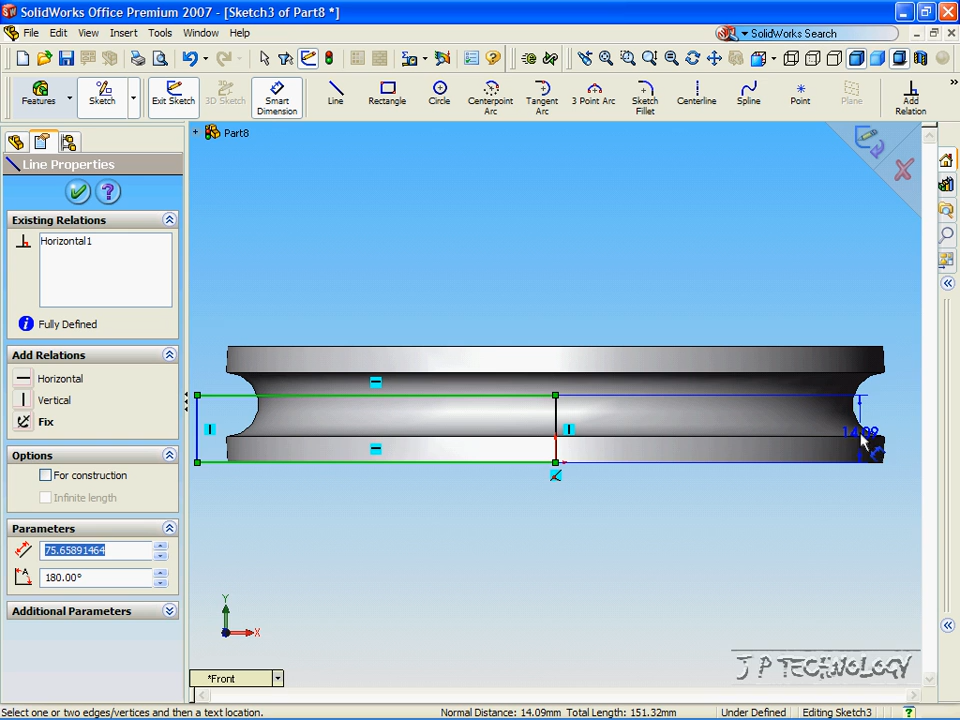 SolidWorks Office Premium 2007 - [Sketch3 of Part8 *]
File Edit View Insert Tools Window Help
SolidWorks Search
Features
Sketch
Exit Sketch
3D Sketch
Smart Dimension
Line
Rectangle
Circle
Centerpoint Arc
Tangent Arc
3 Point Arc
Sketch Fillet
Centerline
Spline
Point
Plane
Add Relation
Part8
Line Properties
Existing Relations
Horizontal1
Fully Defined
Add Relations
Horizontal
Vertical
Fix
Options
For construction
Infinite length
Parameters
75.65891464
180.00°
Additional Parameters
14.09
Y
X
*Front
J P TECHNOLOGY
Select one or two edges/vertices and then a text location.
Normal Distance: 14.09mm Total Length: 151.32mm
Under Defined
Editing Sketch3